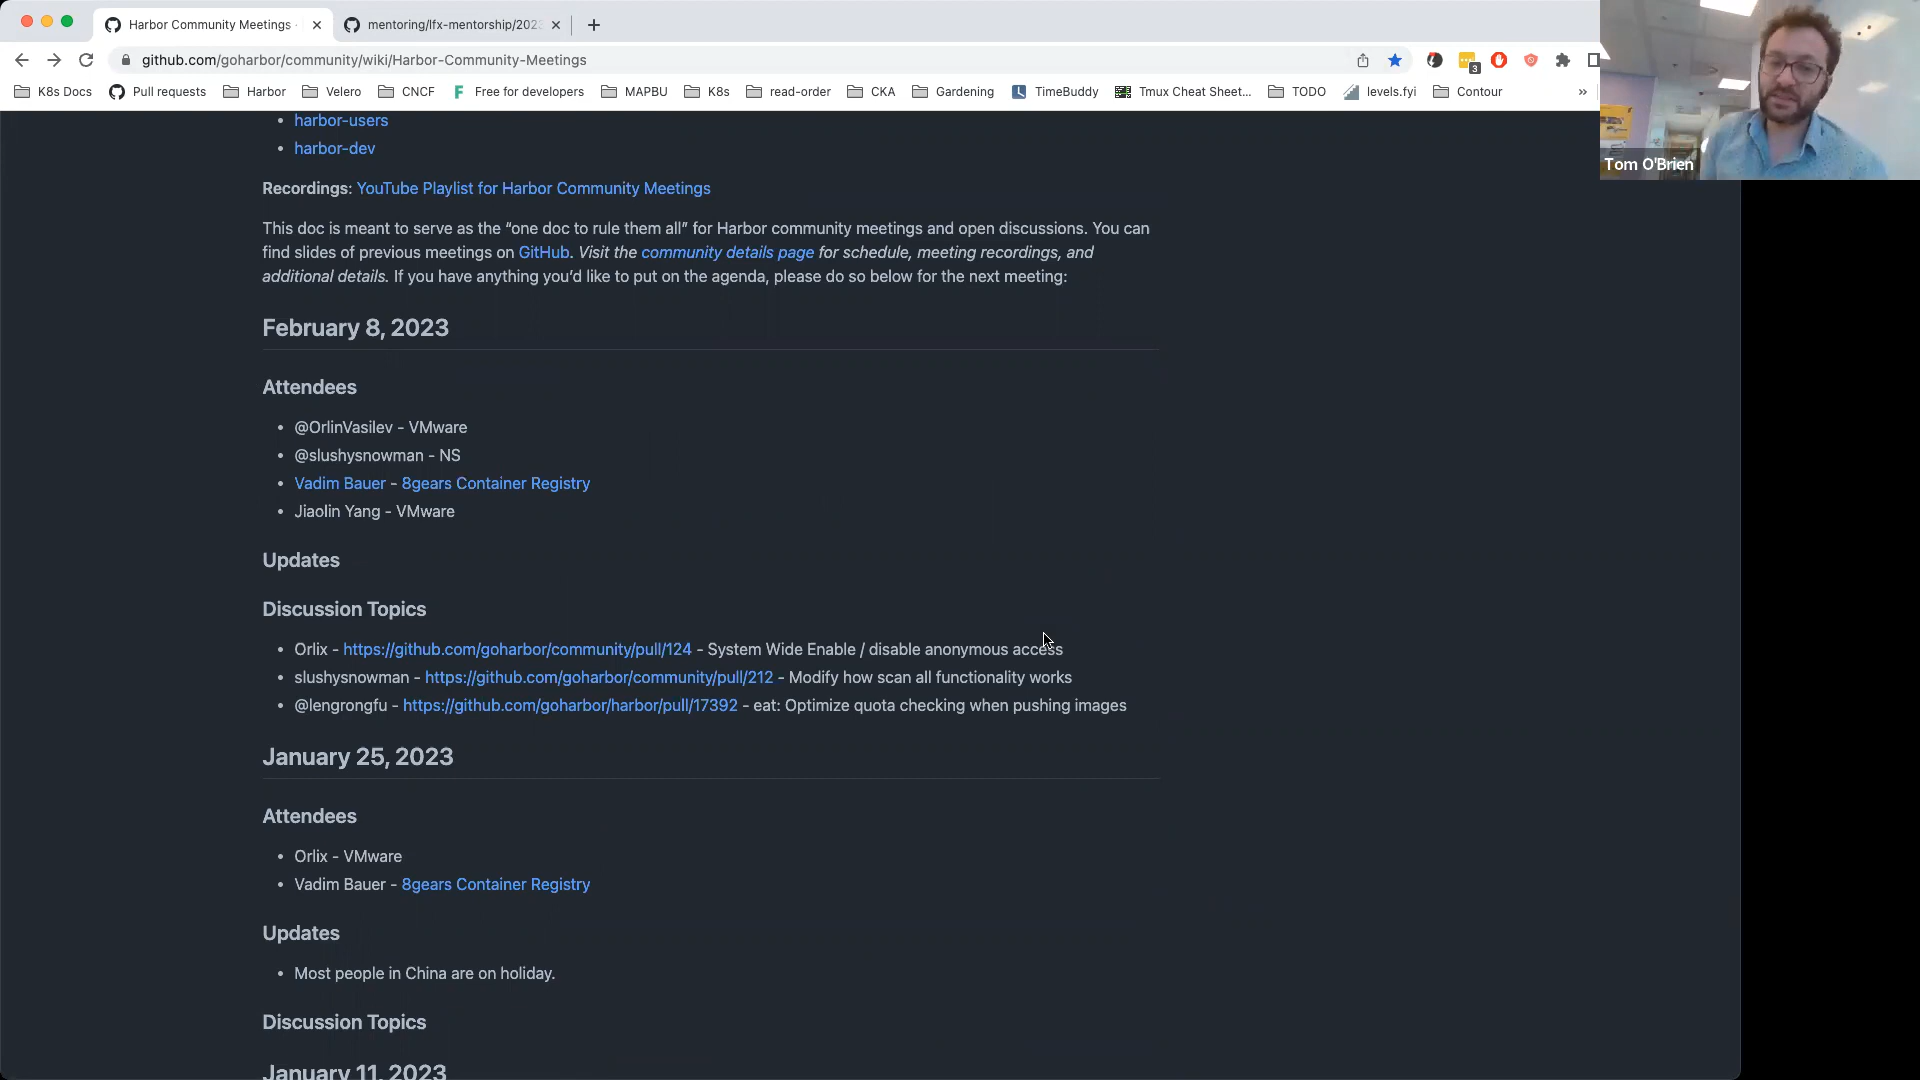 Harbor Community Meetings ·
mentoring/lfx-mentorship/202
github.com/goharbor/community/wiki/Harbor-Community-Meetings
3
K8s Docs
Pull requests
Harbor
Velero
CNCF
Free for developers
MAPBU
K8s
read-order
CKA
Gardening
TimeBuddy
Tmux Cheat Sheet...
TODO
levels.fyi
Contour
»
Tom O'Brien
• harbor-users
• harbor-dev
Recordings: YouTube Playlist for Harbor Community Meetings
This doc is meant to serve as the “one doc to rule them all” for Harbor community meetings and open discussions. You can
find slides of previous meetings on GitHub. Visit the community details page for schedule, meeting recordings, and
additional details. If you have anything you’d like to put on the agenda, please do so below for the next meeting:
February 8, 2023
Attendees
• @OrlinVasilev - VMware
• @slushysnowman - NS
• Vadim Bauer - 8gears Container Registry
• Jiaolin Yang - VMware
Updates
Discussion Topics
• Orlix - https://github.com/goharbor/community/pull/124 - System Wide Enable / disable anonymous access
• slushysnowman - https://github.com/goharbor/community/pull/212 - Modify how scan all functionality works
• @lengrongfu - https://github.com/goharbor/harbor/pull/17392 - eat: Optimize quota checking when pushing images
January 25, 2023
Attendees
• Orlix - VMware
• Vadim Bauer - 8gears Container Registry
Updates
• Most people in China are on holiday.
Discussion Topics
January 11, 2023